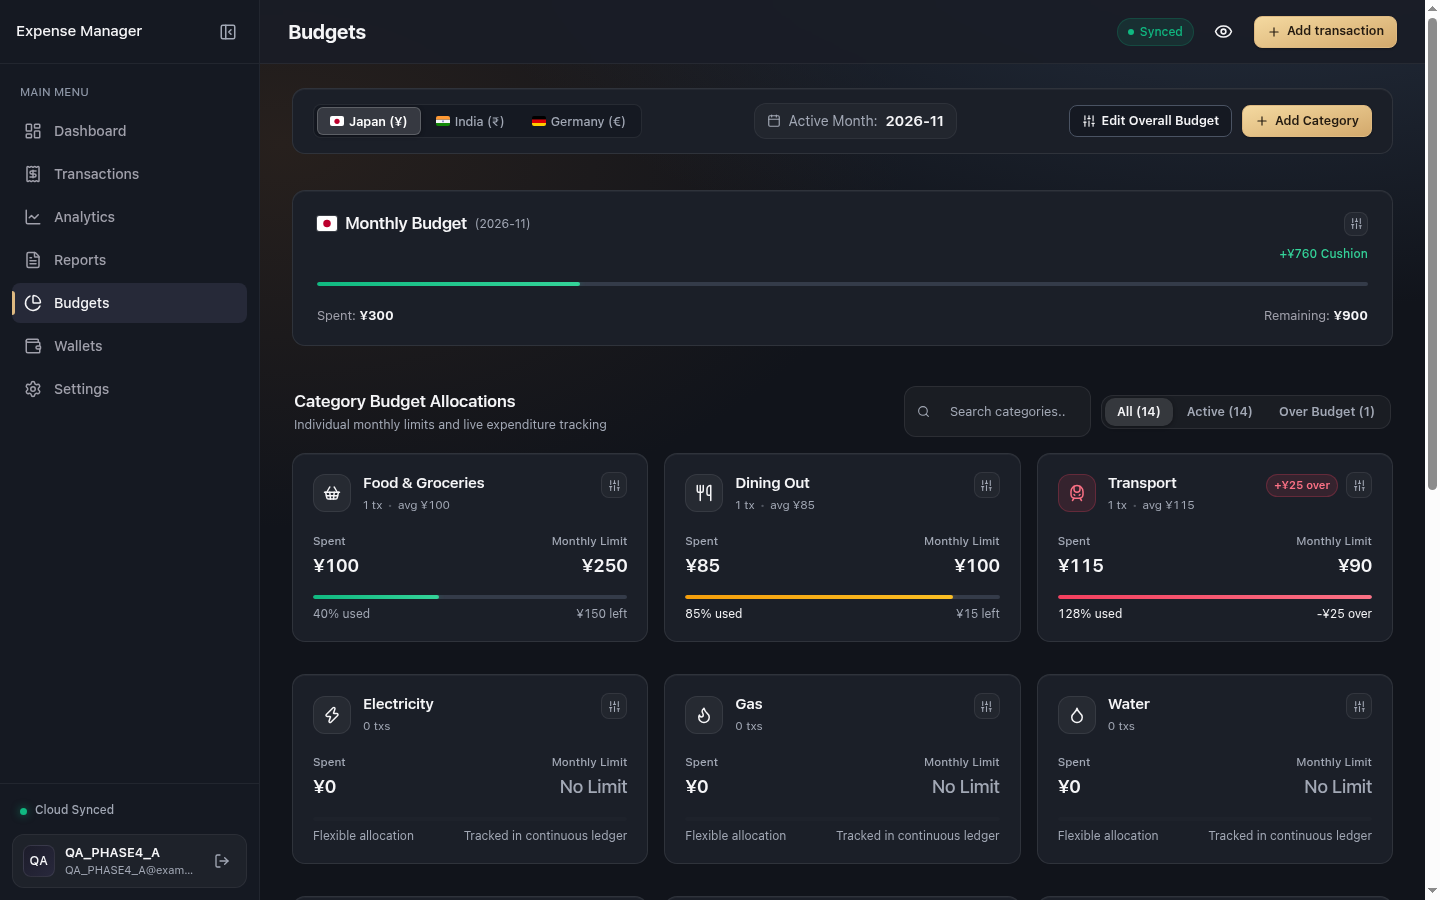 Expense Manager
Budgets
Synced
Add transaction
MAIN MENU
Dashboard
Transactions
Analytics
Reports
Budgets
Wallets
Settings
Japan (¥)
India (₹)
Germany (€)
Active Month: 2026-11
Edit Overall Budget
Add Category
Monthly Budget (2026-11)
+¥760 Cushion
Spent: ¥300
Remaining: ¥900
Category Budget Allocations
Individual monthly limits and live expenditure tracking
Search categories..
All (14)
Active (14)
Over Budget (1)
Food & Groceries
1 tx · avg ¥100
Spent
Monthly Limit
¥100
¥250
40% used
¥150 left
Dining Out
1 tx · avg ¥85
Spent
Monthly Limit
¥85
¥100
85% used
¥15 left
Transport
+¥25 over
1 tx · avg ¥115
Spent
Monthly Limit
¥115
¥90
128% used
-¥25 over
Electricity
0 txs
Spent
Monthly Limit
¥0
No Limit
Flexible allocation
Tracked in continuous ledger
Gas
0 txs
Spent
Monthly Limit
¥0
No Limit
Flexible allocation
Tracked in continuous ledger
Water
0 txs
Spent
Monthly Limit
¥0
No Limit
Flexible allocation
Tracked in continuous ledger
Cloud Synced
QA
QA_PHASE4_A
QA_PHASE4_A@exam...